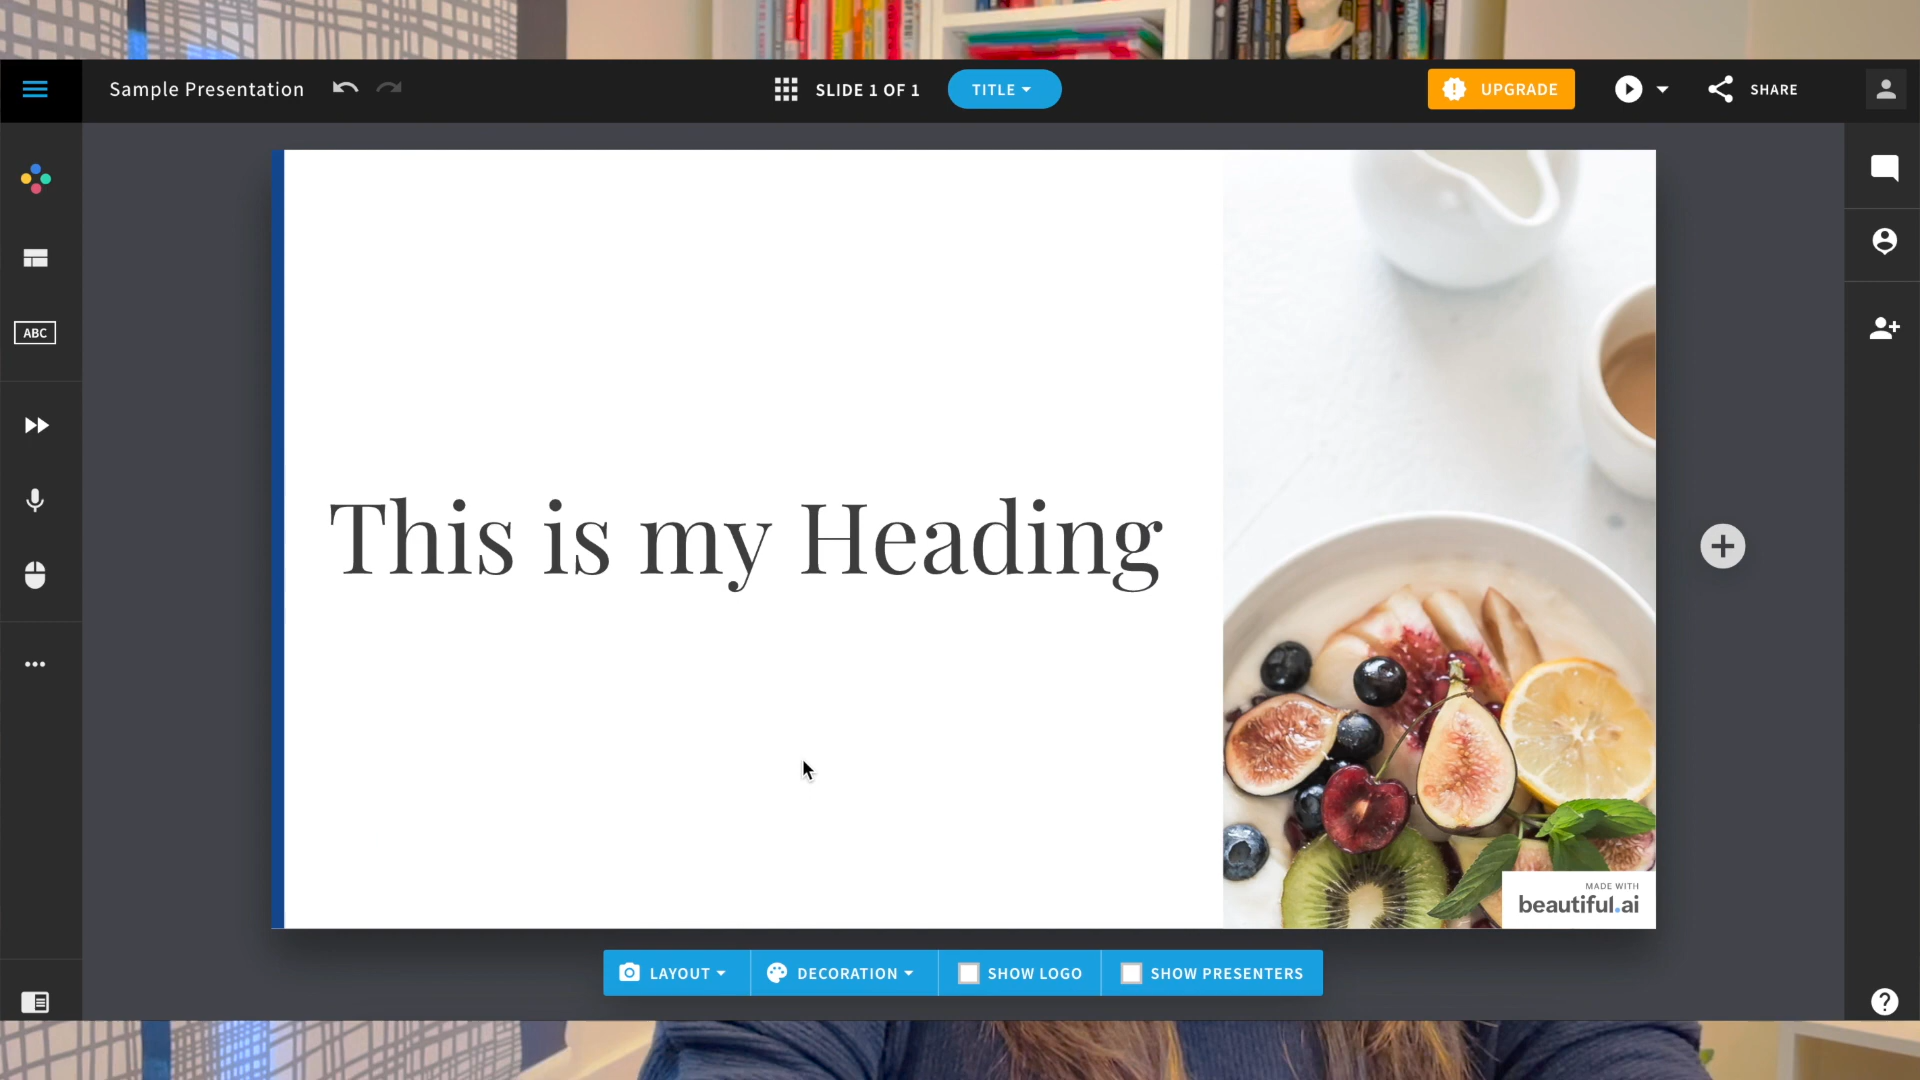 Sample Presentation
SLIDE 1 OF 1
TITLE
UPGRADE
SHARE
ABC
This is my Heading
MADE WITH
beautiful.ai
LAYOUT
DECORATION
SHOW LOGO
SHOW PRESENTERS